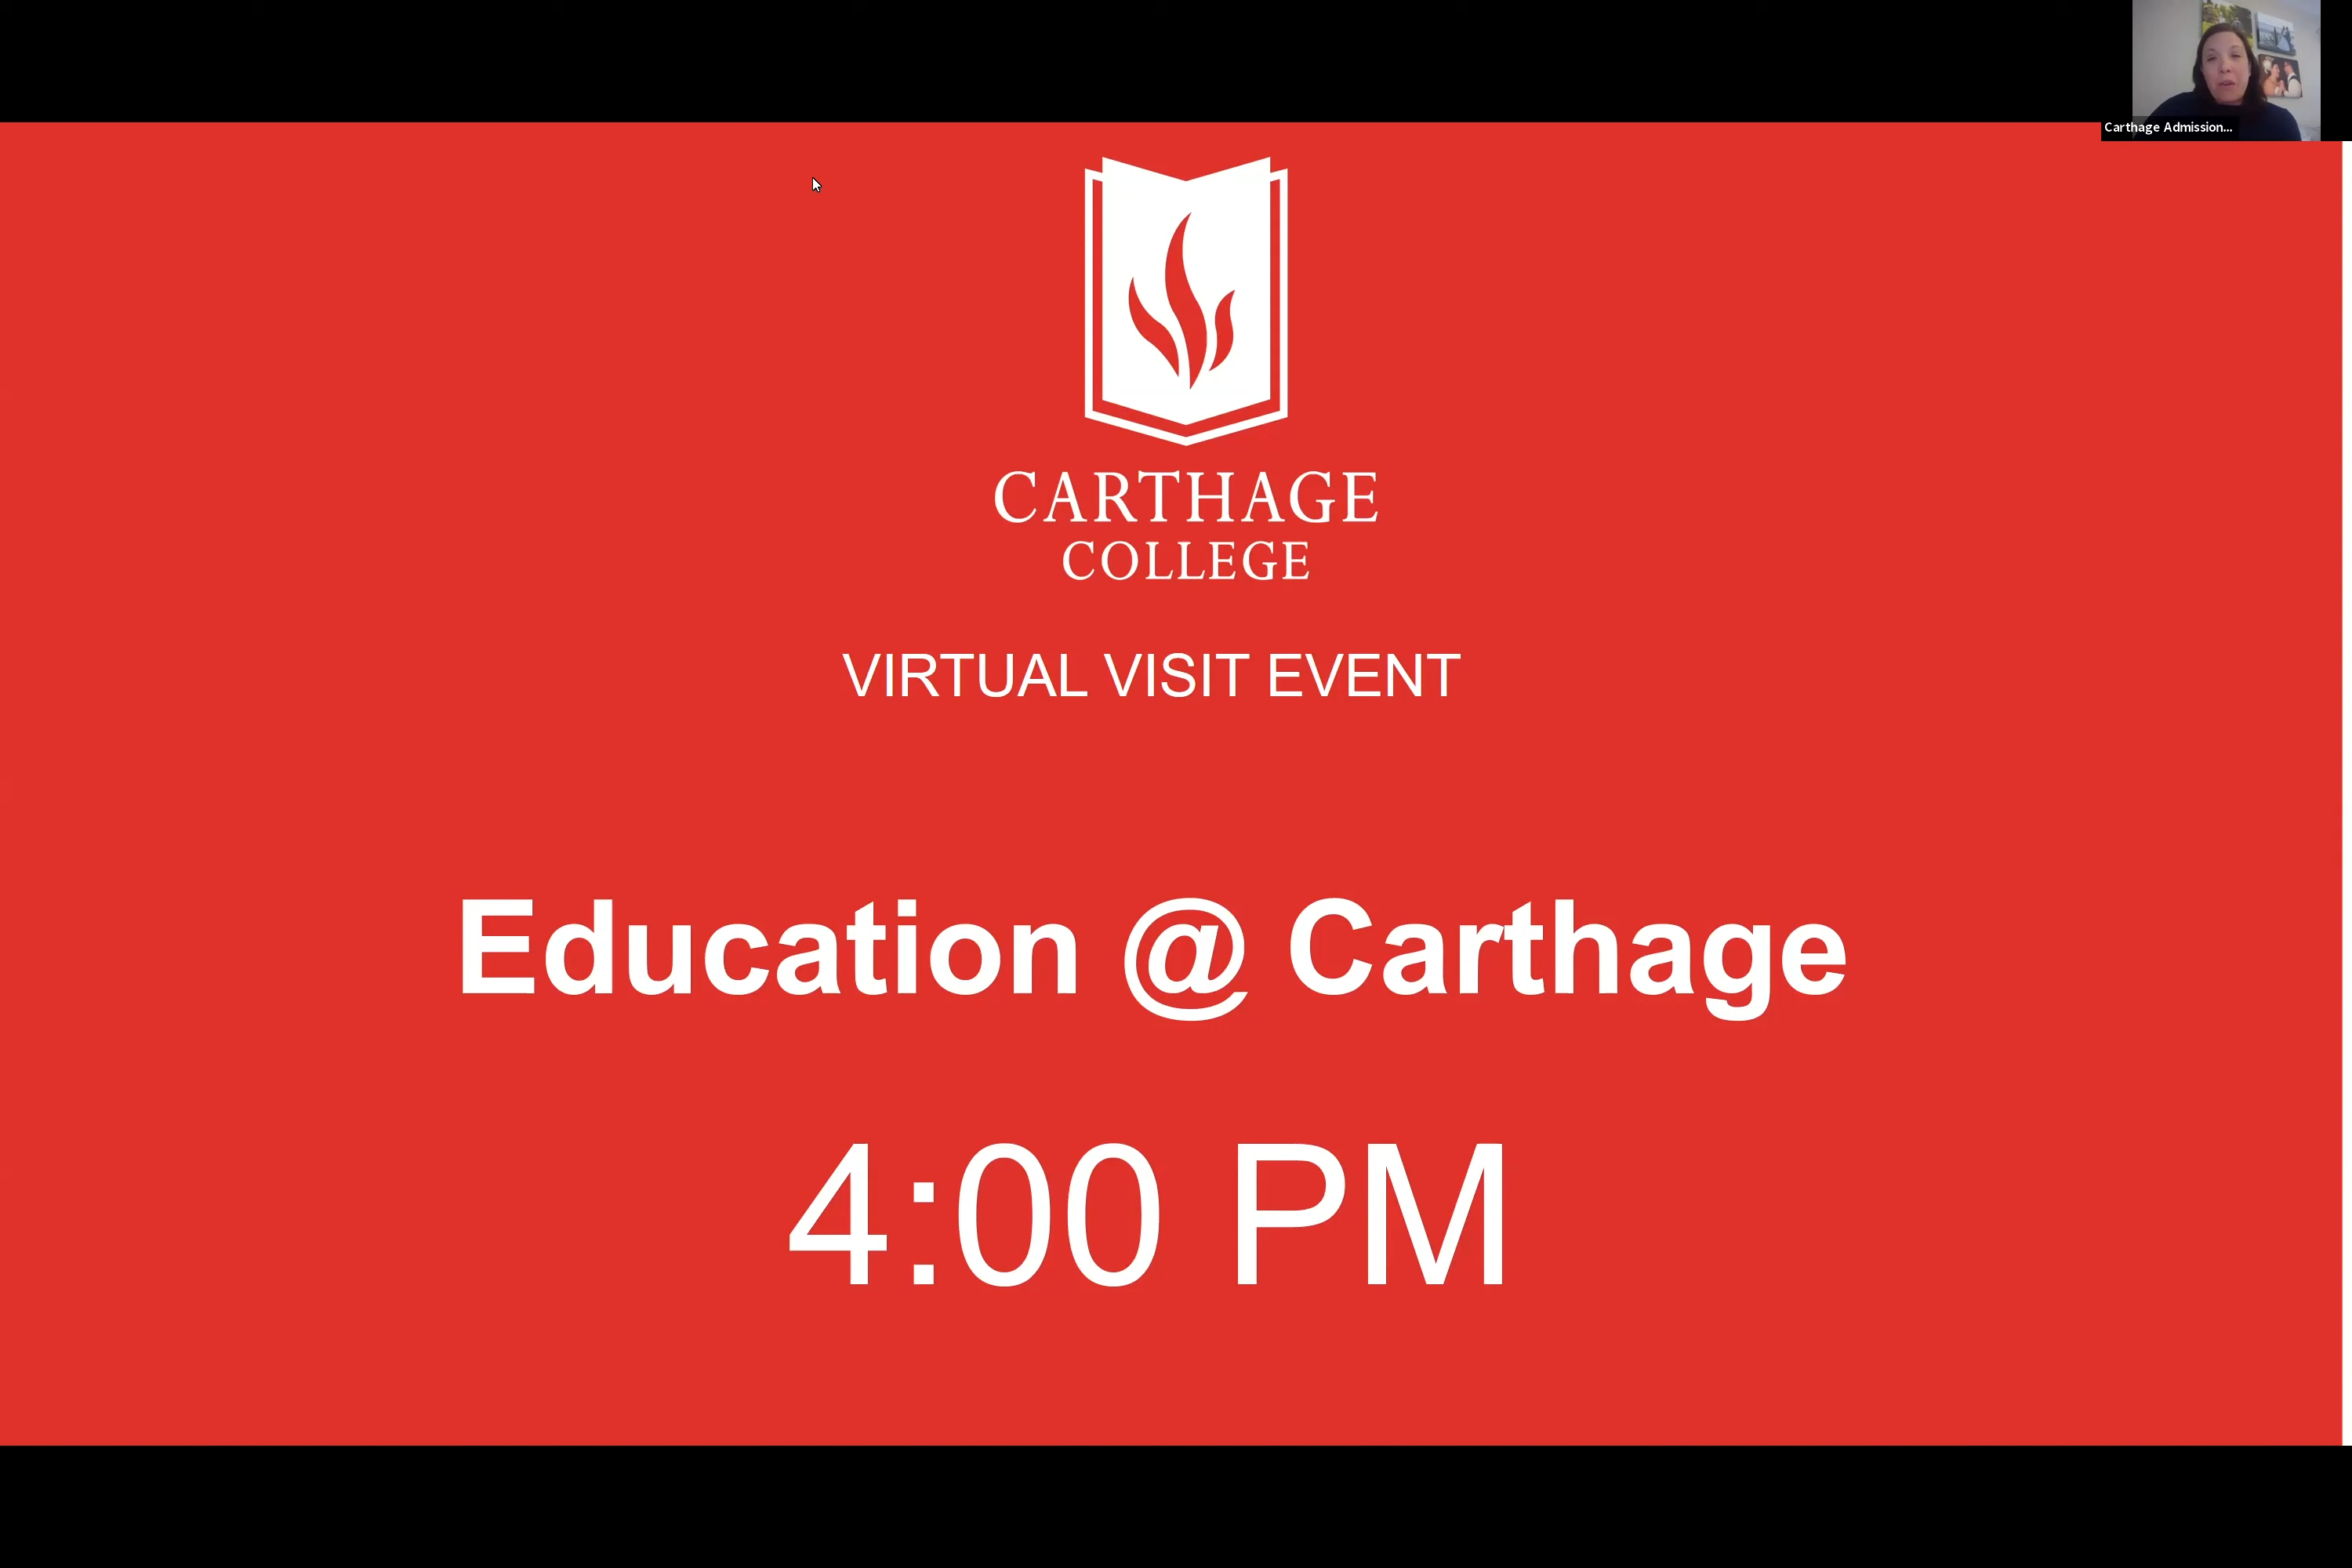 Carthage Admission...
CARTHAGE
COLLEGE
VIRTUAL VISIT EVENT
Education @ Carthage
4:00 PM